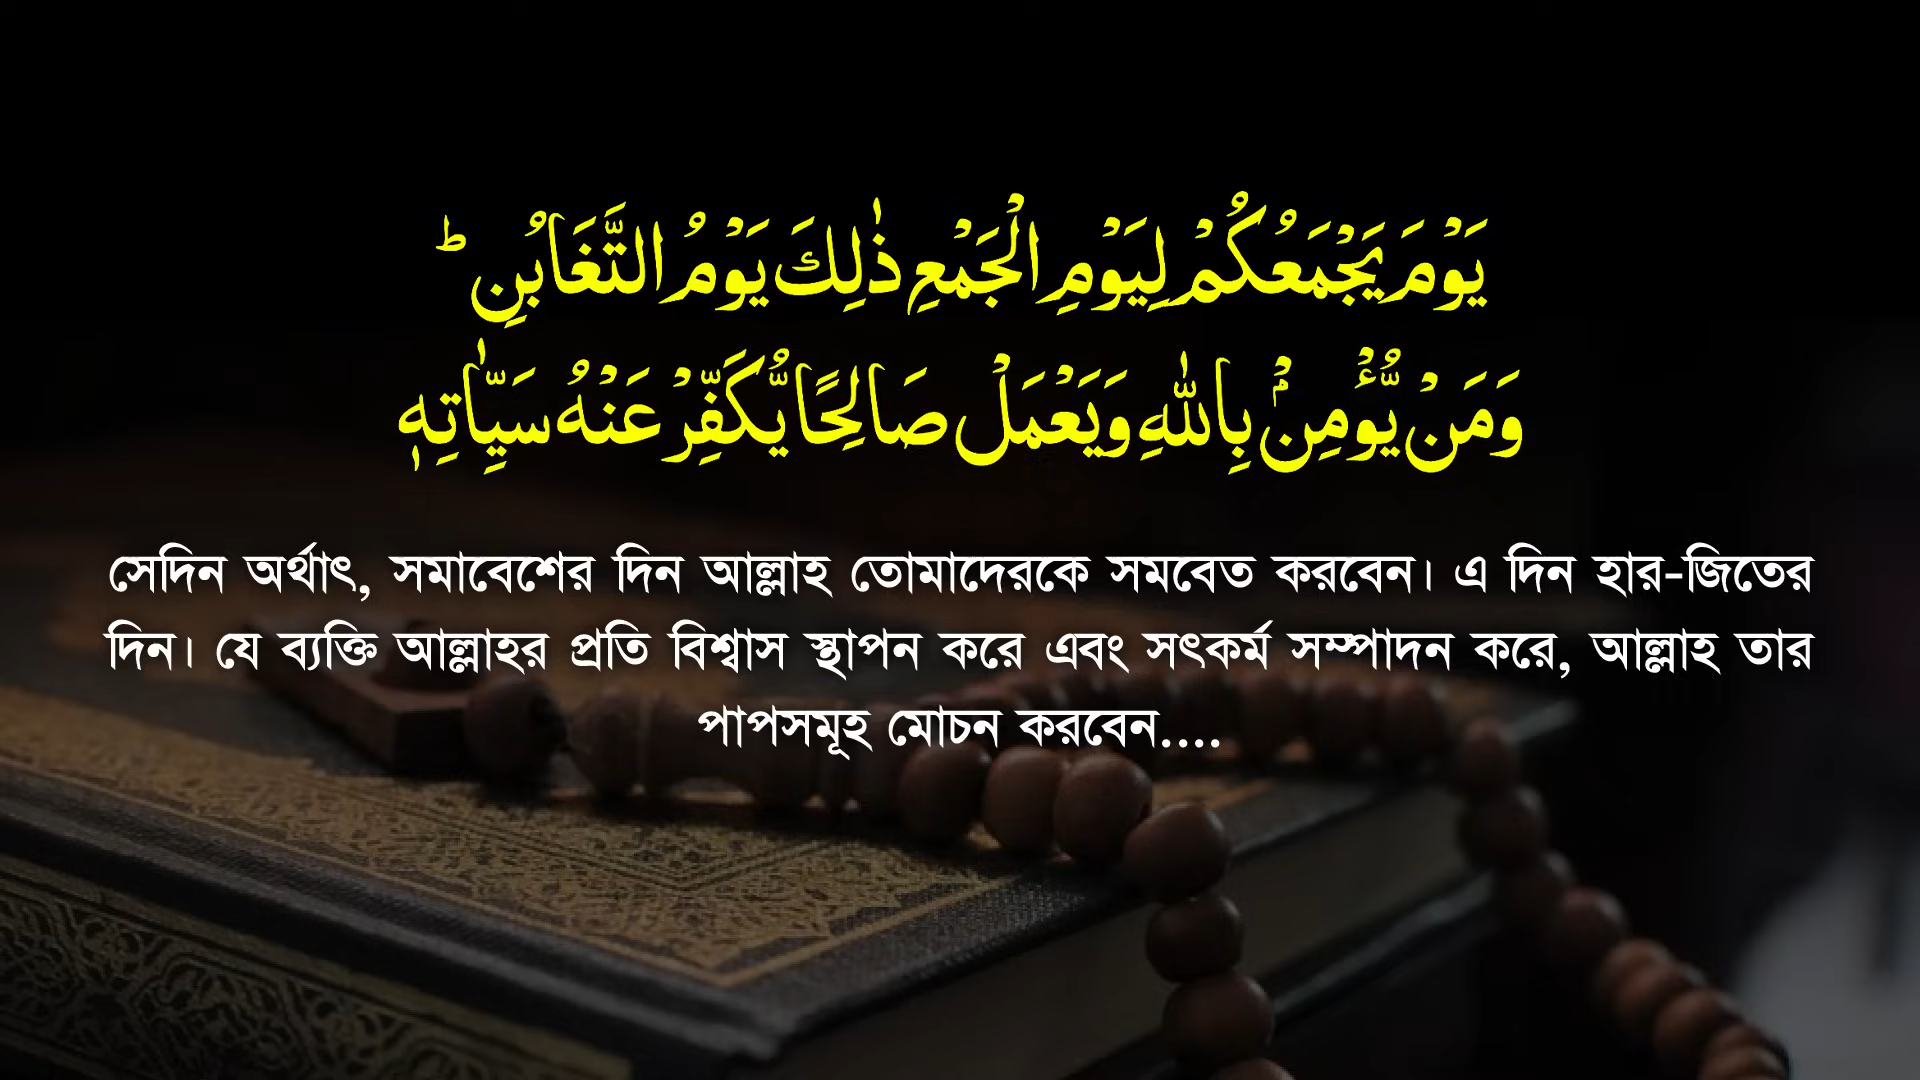 يَوْمَ يَجْمَعُكُمْ لِيَوْمِ الْجَمْعِ ذٰلِكَ يَوْمُ التَّغَابُنِ ؕ
وَمَنْ يُّؤْمِنْۢ بِاللّٰهِ وَيَعْمَلْ صَالِحًا يُّكَفِّرْ عَنْهُ سَيِّاٰتِهٖ
সেদিন অর্থাৎ, সমাবেশের দিন আল্লাহ তোমাদেরকে সমবেত করবেন। এ দিন হার-জিতের
দিন। যে ব্যক্তি আল্লাহর প্রতি বিশ্বাস স্থাপন করে এবং সৎকর্ম সম্পাদন করে, আল্লাহ তার
পাপসমূহ মোচন করবেন....